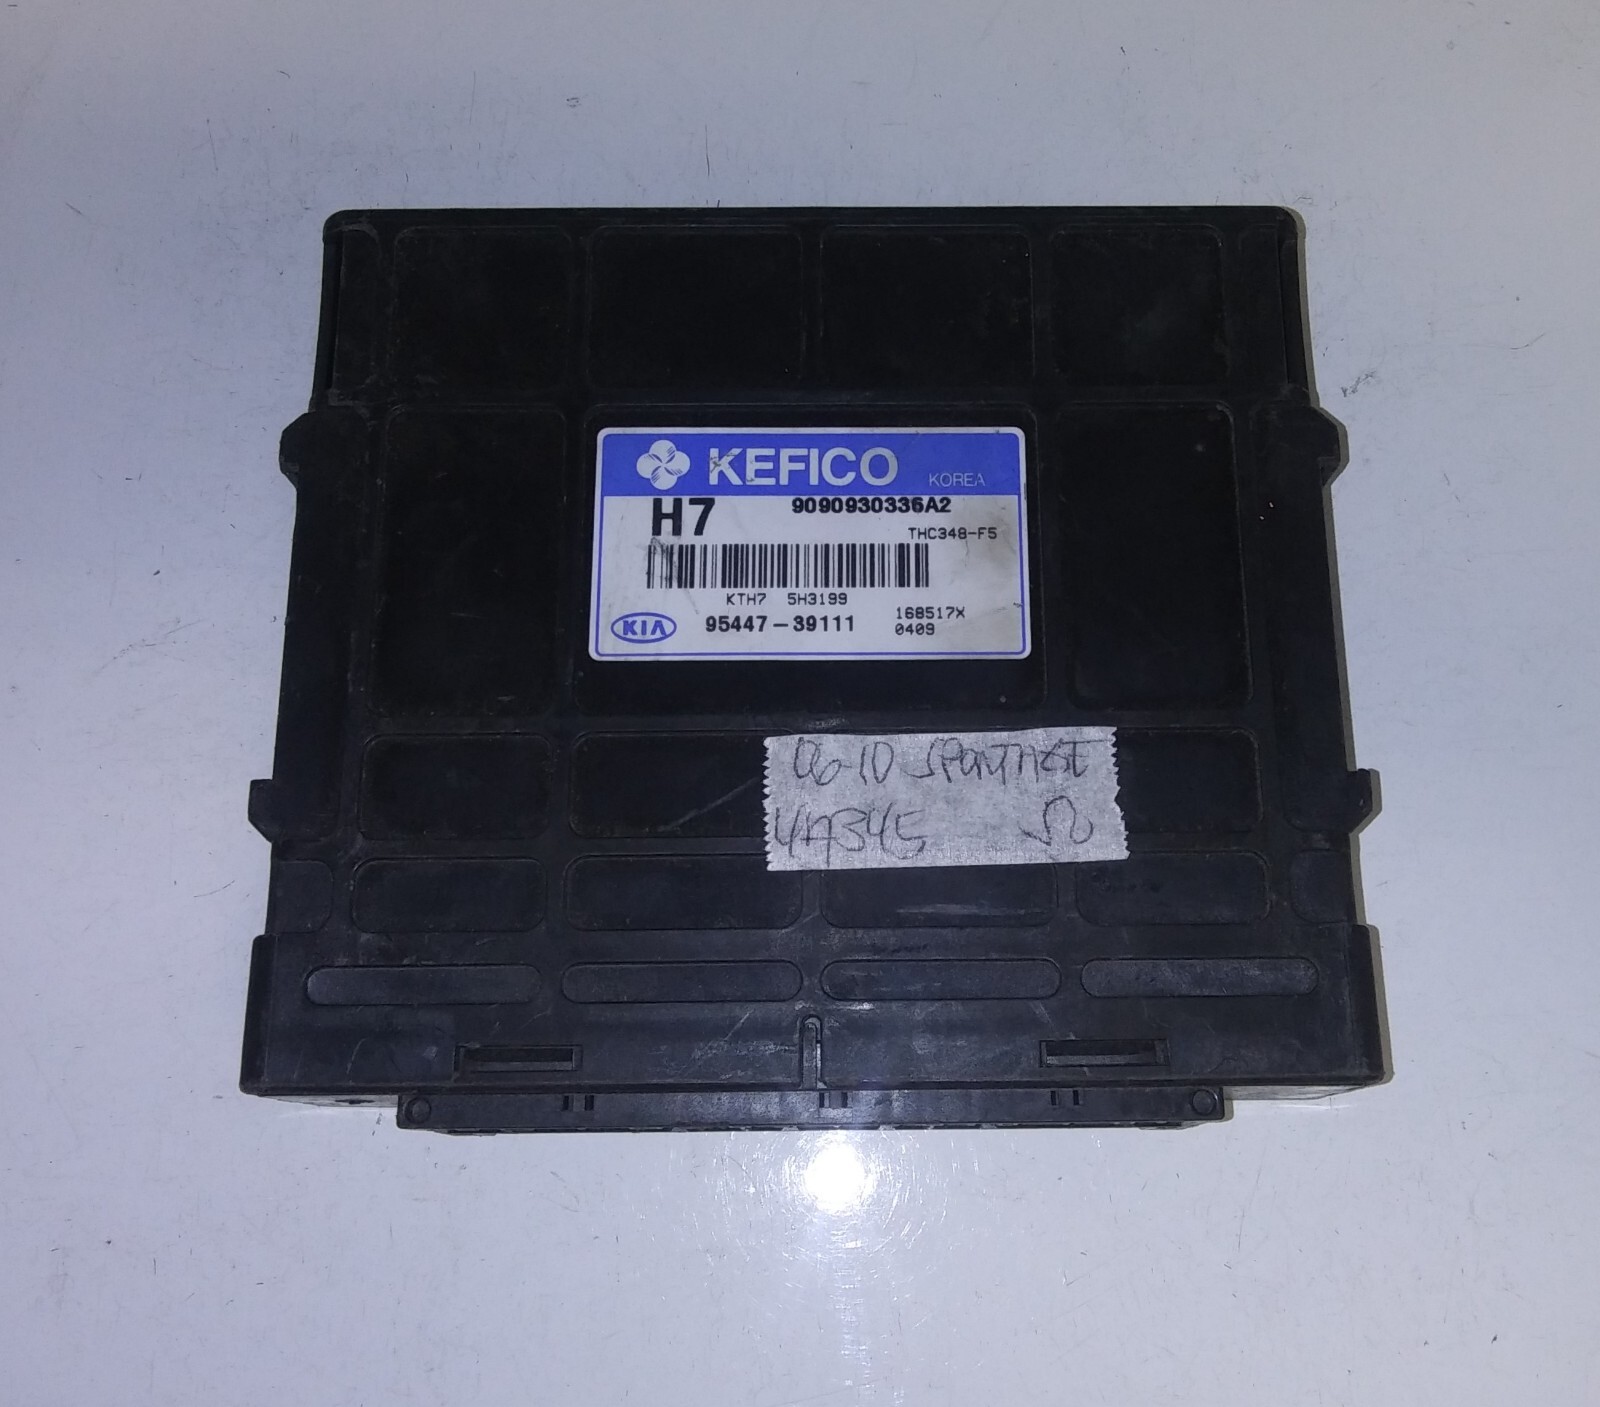 KEFICO KOREA
H7 9090930336A2
THC348-F5
KTH7 5H3199
KIA 95447-39111 168517X
0409
06-10 SPORTAGE